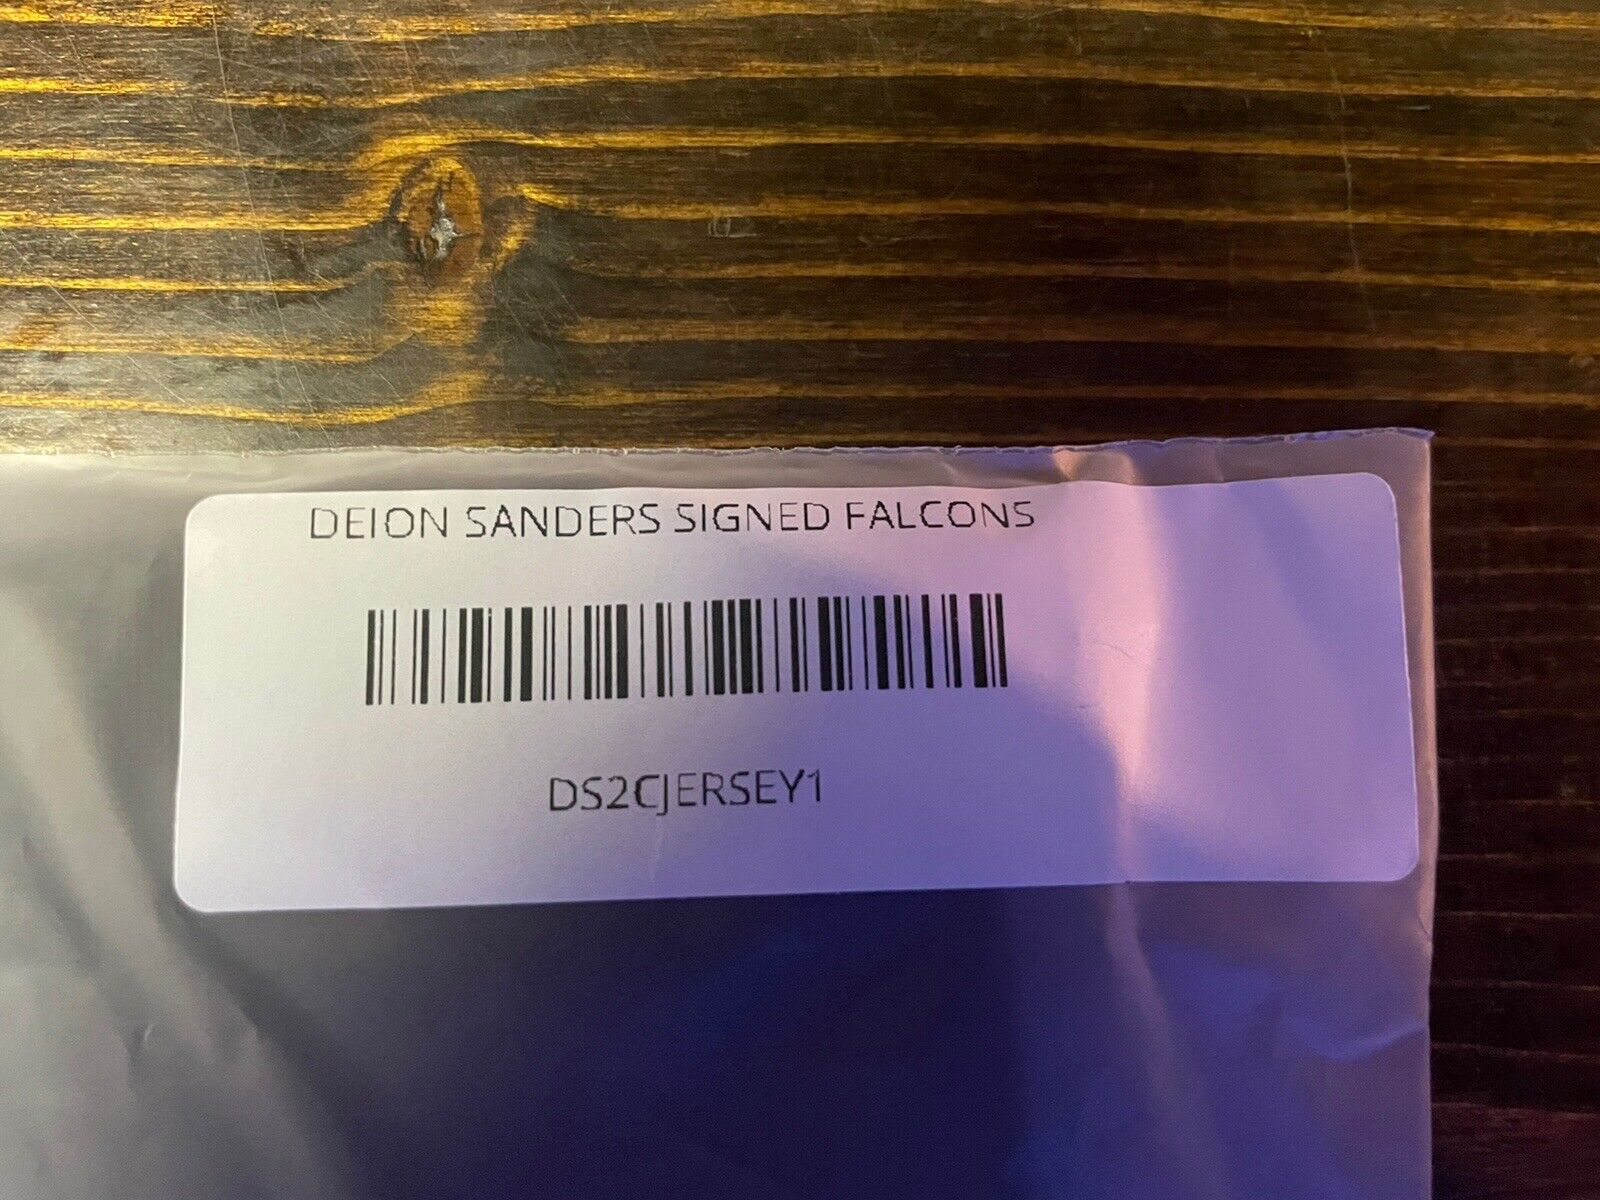 DEION SANDERS SIGNED FALCONS
DS2CJERSEY1